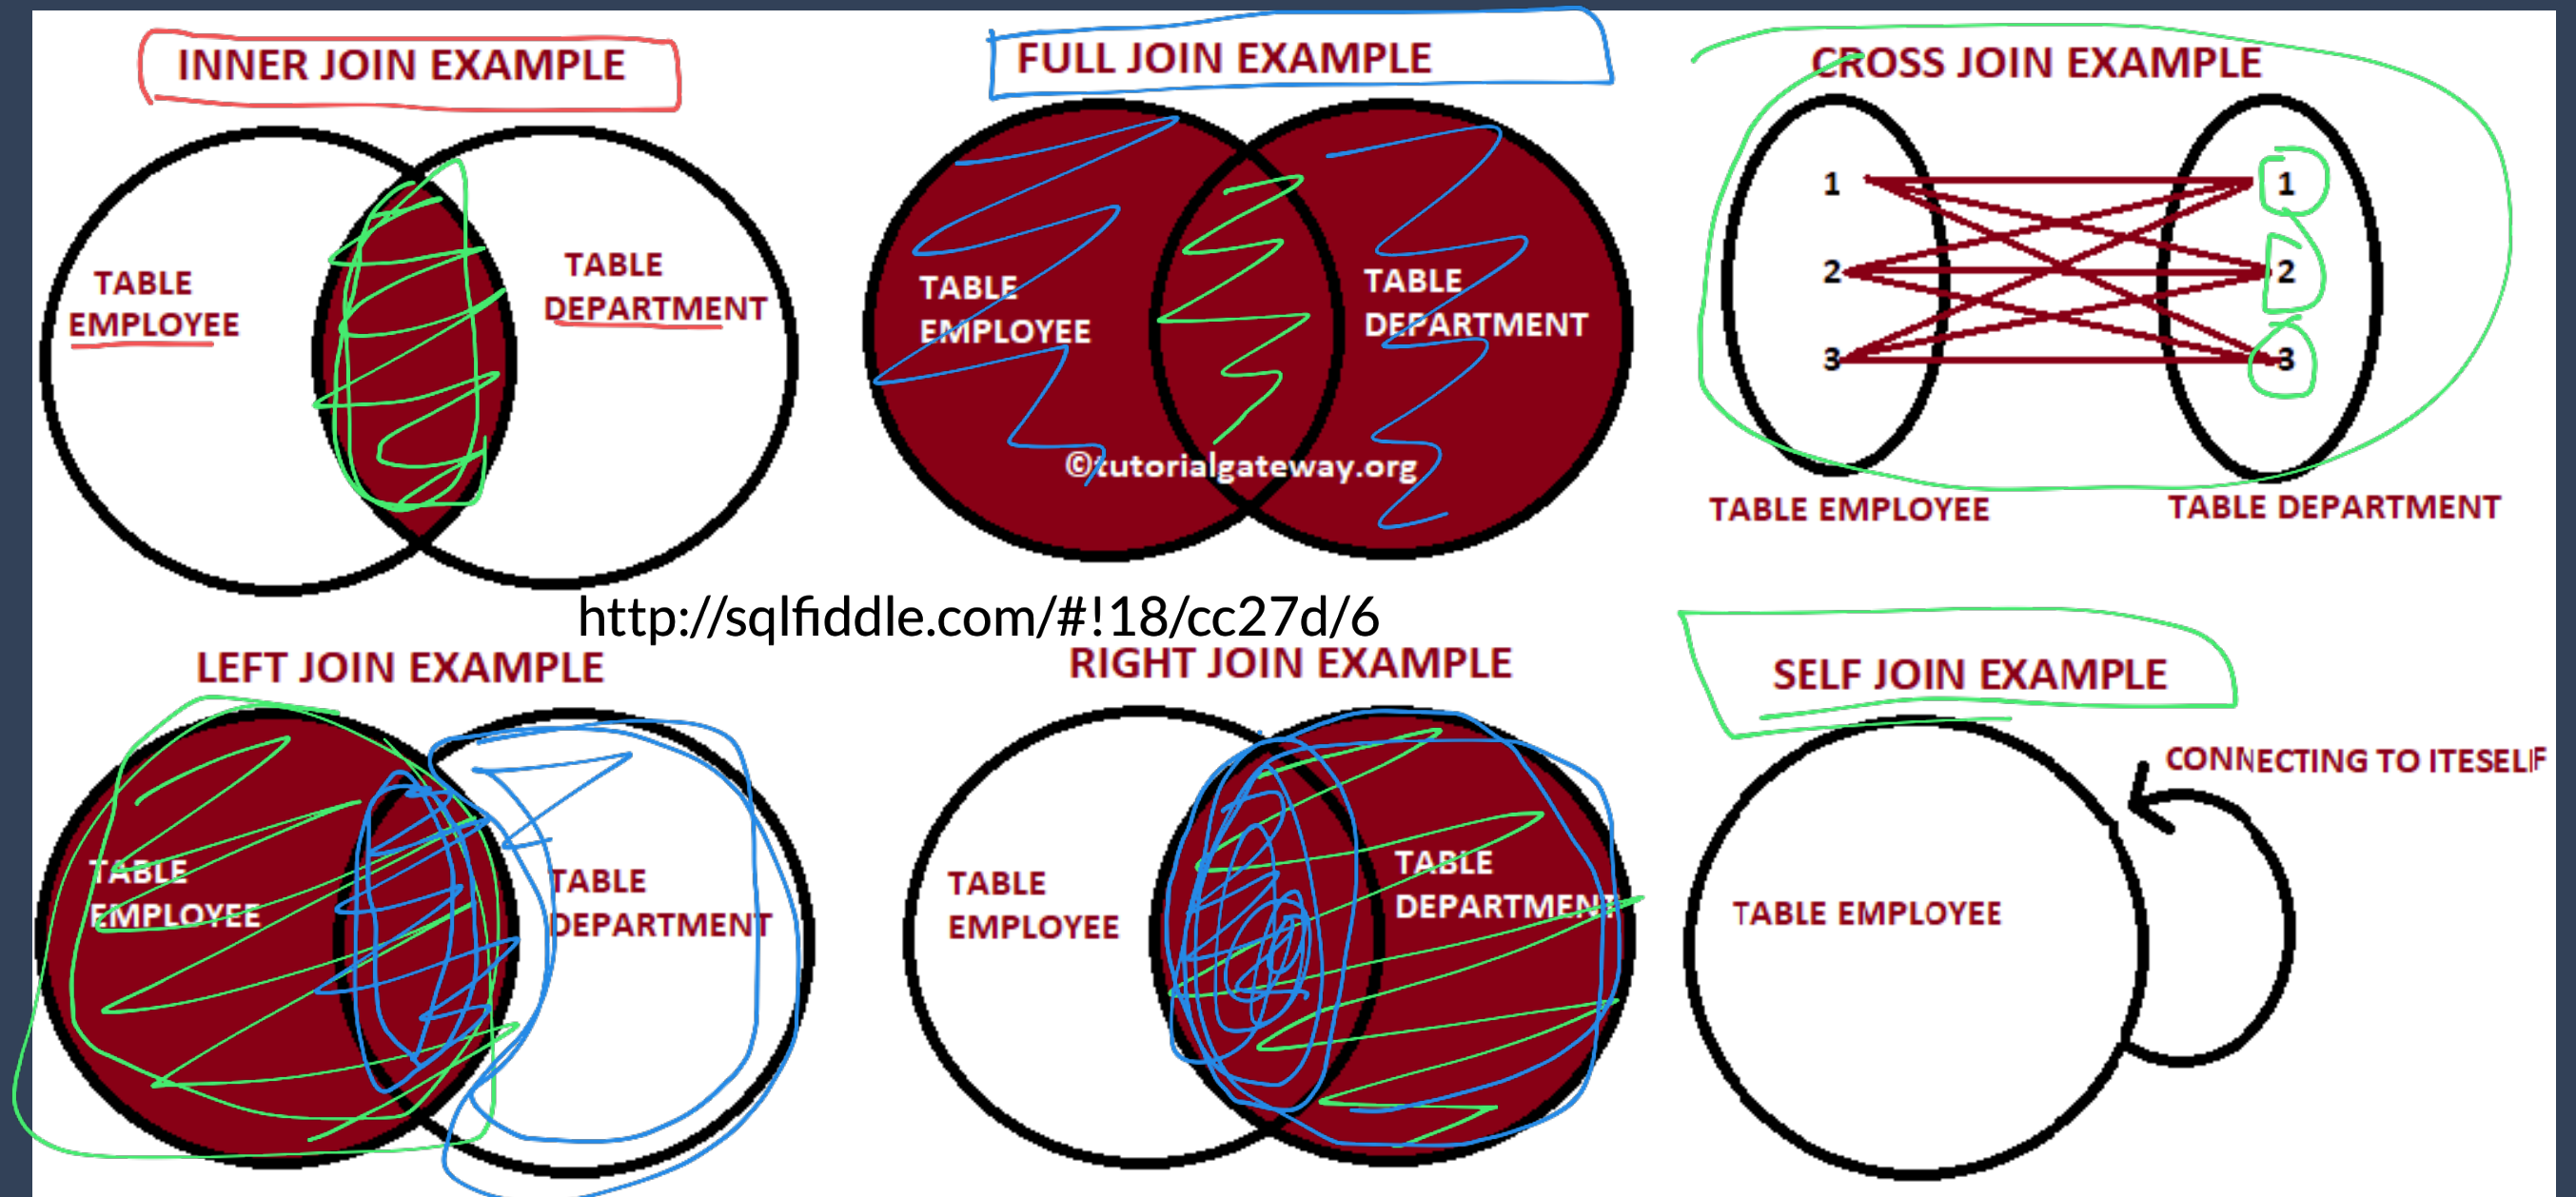 INNER JOIN EXAMPLE
TABLE
EMPLOYEE
TABLE
DEPARTMENT
FULL JOIN EXAMPLE
TABLE
EMPLOYEE
TABLE
DEPARTMENT
©tutorialgateway.org
CROSS JOIN EXAMPLE
1
2
3
1
2
3
TABLE EMPLOYEE
TABLE DEPARTMENT
http://sqlfiddle.com/#!18/cc27d/6
LEFT JOIN EXAMPLE
TABLE
EMPLOYEE
TABLE
DEPARTMENT
RIGHT JOIN EXAMPLE
TABLE
EMPLOYEE
TABLE
DEPARTMENT
SELF JOIN EXAMPLE
CONNECTING TO ITESELF
TABLE EMPLOYEE